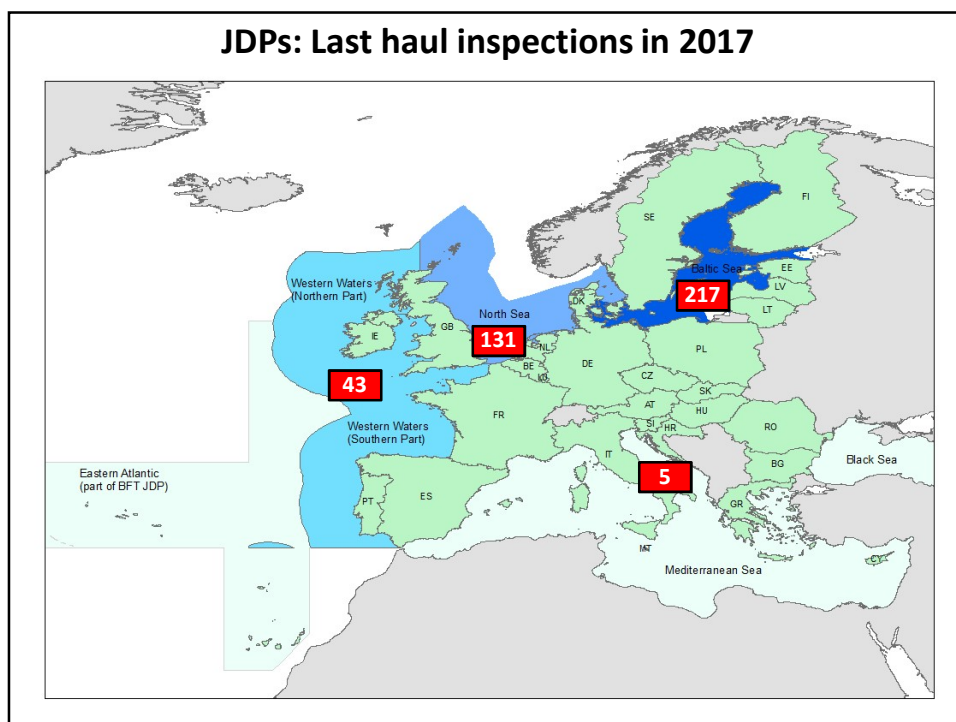 JDPs: Last haul inspections in 2017
SE
FI
Baltic Sea
EE
LV
LT
217
Western Waters
(Northern Part)
North Sea
DK
131
GB
IE
NL
BE
DE
PL
43
CZ
SK
AT
HU
FR
SI
HR
RO
Western Waters
(Southern Part)
IT
BG
Black Sea
Eastern Atlantic
(part of BFT JDP)
5
PT
ES
GR
MT
CY
Mediterranean Sea